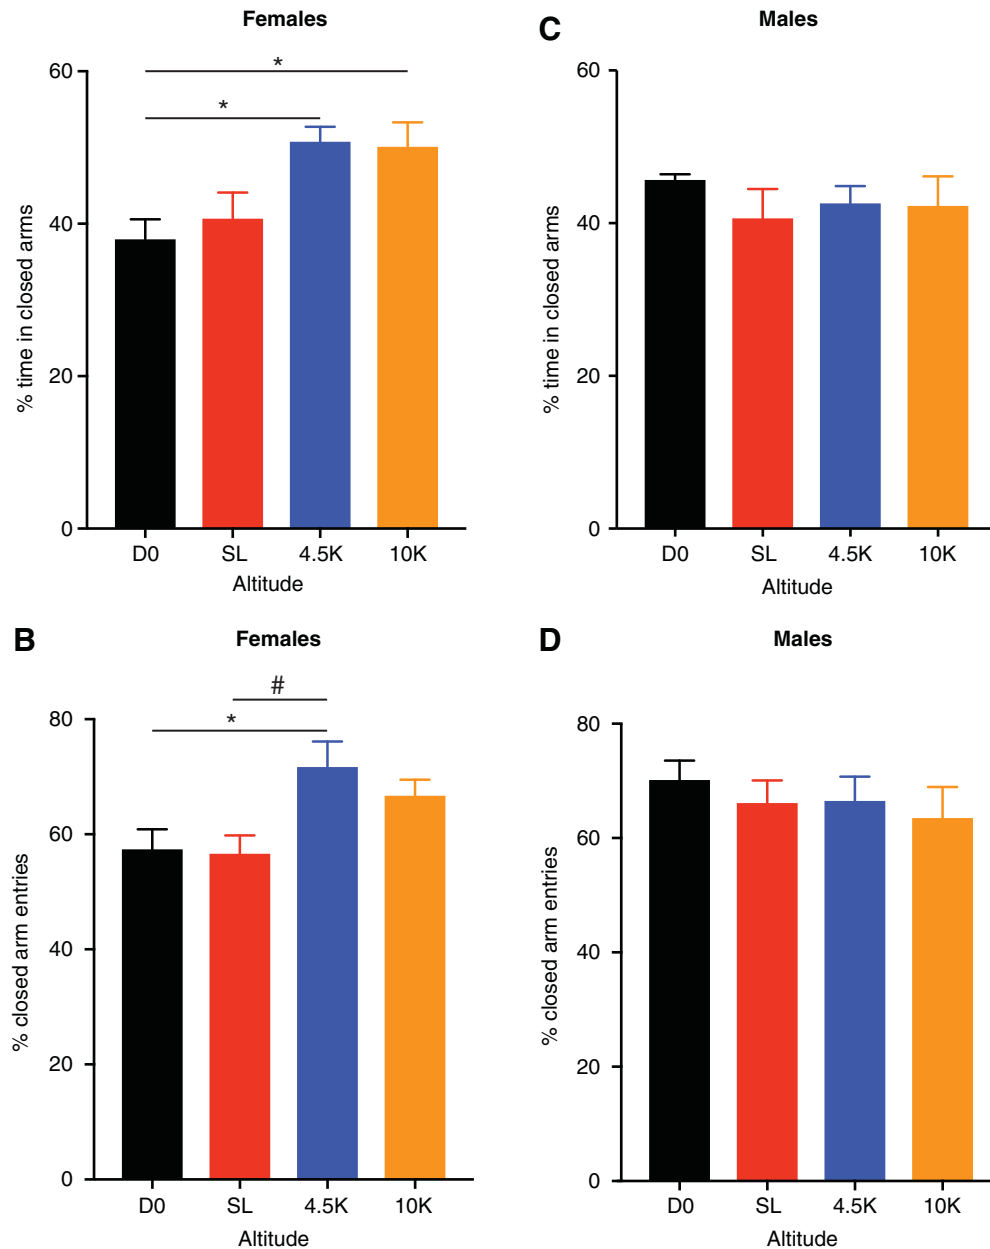 Females
*
*
60
40
20
0
% time in closed arms
D0 SL 4.5K 10K
Altitude
C
Males
60
40
20
0
% time in closed arms
D0 SL 4.5K 10K
Altitude
B
Females
#
*
80
60
40
20
0
% closed arm entries
D0 SL 4.5K 10K
Altitude
D
Males
80
60
40
20
0
% closed arm entries
D0 SL 4.5K 10K
Altitude